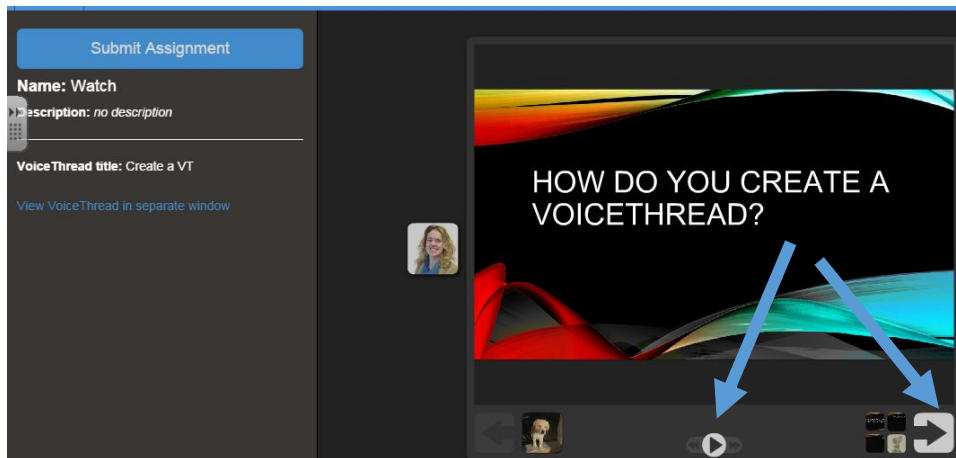 Submit Assignment
Name: Watch
Description: no description
VoiceThread title: Create a VT
View VoiceThread in separate window
HOW DO YOU CREATE A
VOICETHREAD?